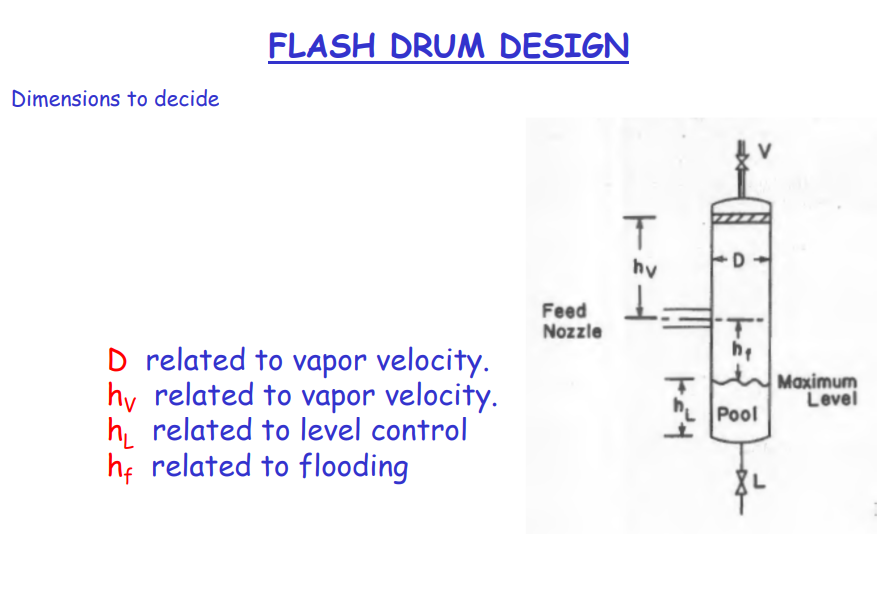 FLASH DRUM DESIGN
Dimensions to decide
D related to vapor velocity.
hV related to vapor velocity.
hL related to level control
hf related to flooding
V
D
hV
Feed
Nozzle
hf
Maximum
Level
hL
Pool
L